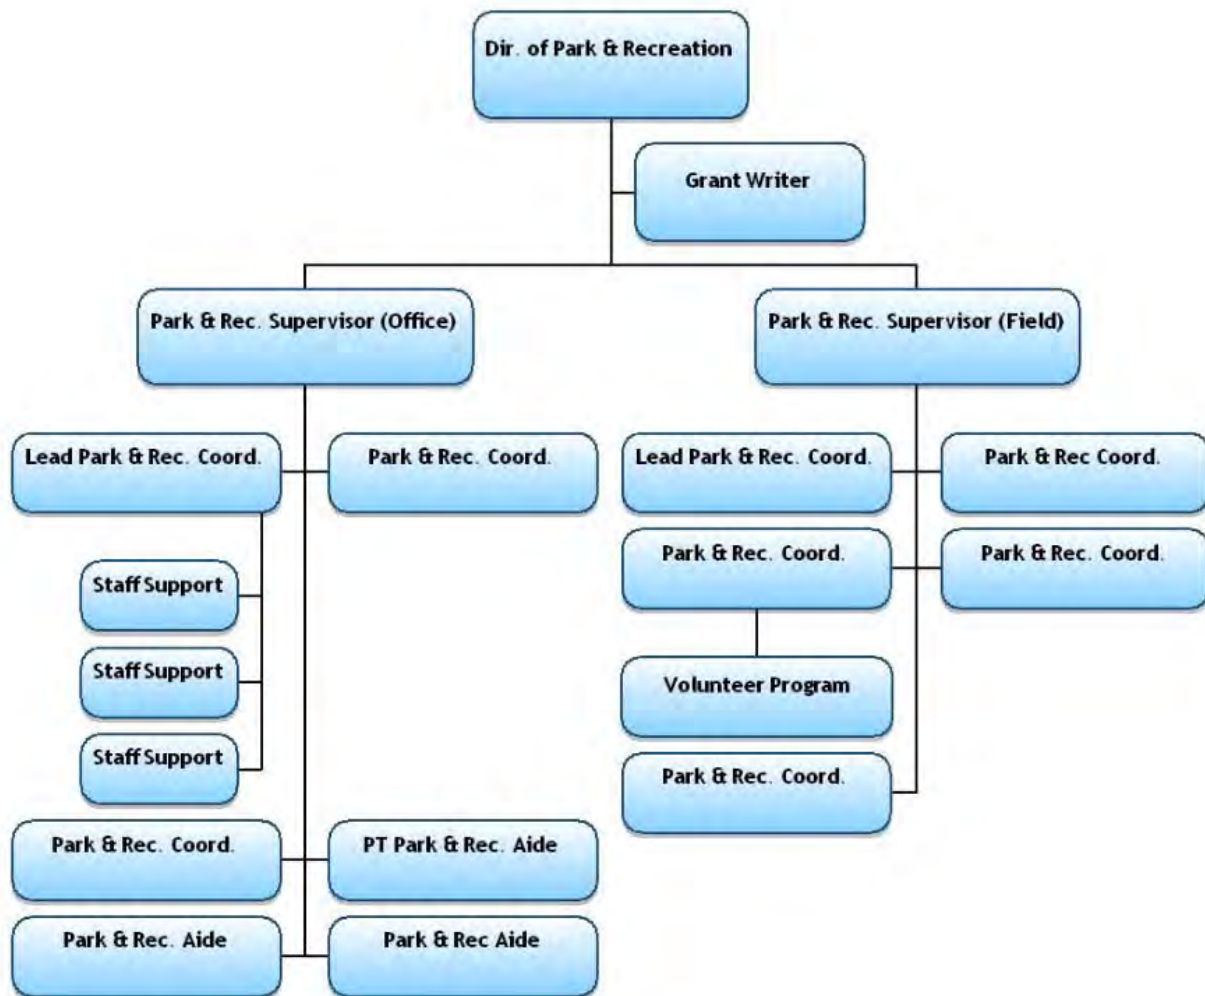 Dir. of Park & Recreation
Grant Writer
Park & Rec. Supervisor (Office)
Park & Rec. Supervisor (Field)
Lead Park & Rec. Coord.
Park & Rec. Coord.
Lead Park & Rec. Coord.
Park & Rec Coord.
Park & Rec. Coord.
Park & Rec. Coord.
Staff Support
Staff Support
Staff Support
Volunteer Program
Park & Rec. Coord.
Park & Rec. Coord.
PT Park & Rec. Aide
Park & Rec. Aide
Park & Rec Aide